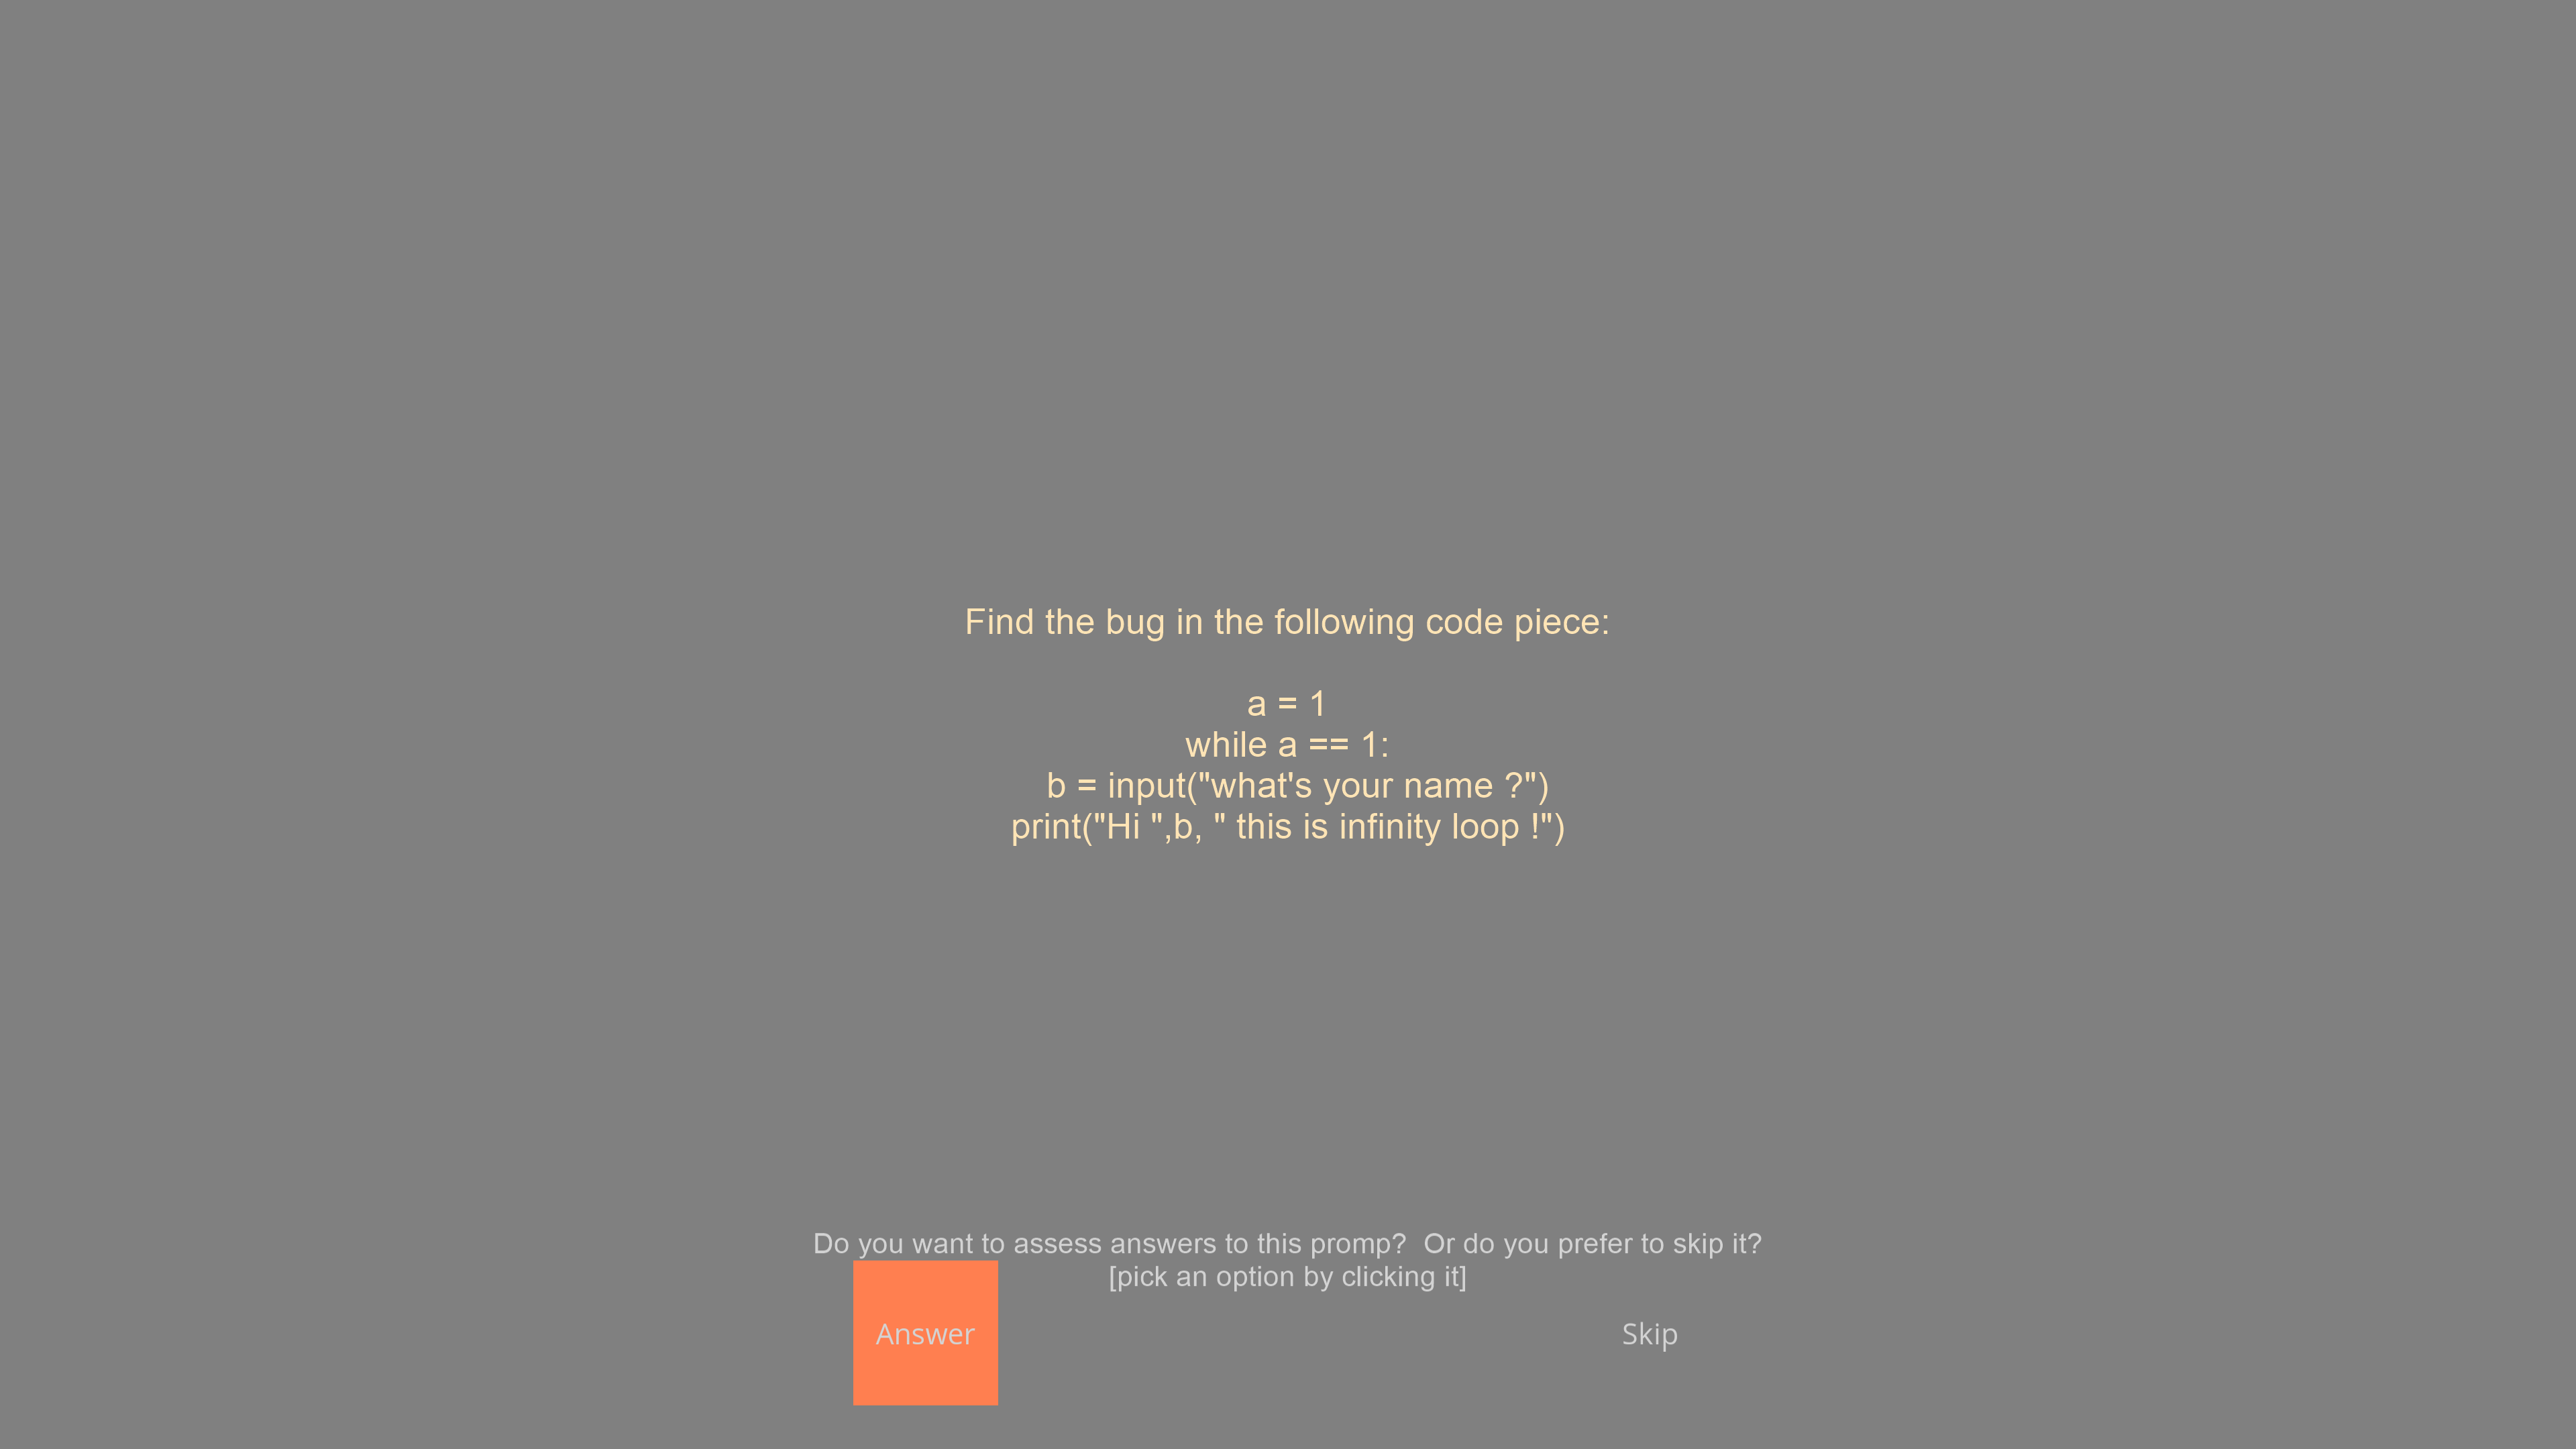 Find the bug in the following code piece:
a = 1
while a == 1:
b = input("what's your name ?")
print("Hi ",b, " this is infinity loop !")
Do you want to assess answers to this promp?  Or do you prefer to skip it?
[pick an option by clicking it]
Answer
Skip